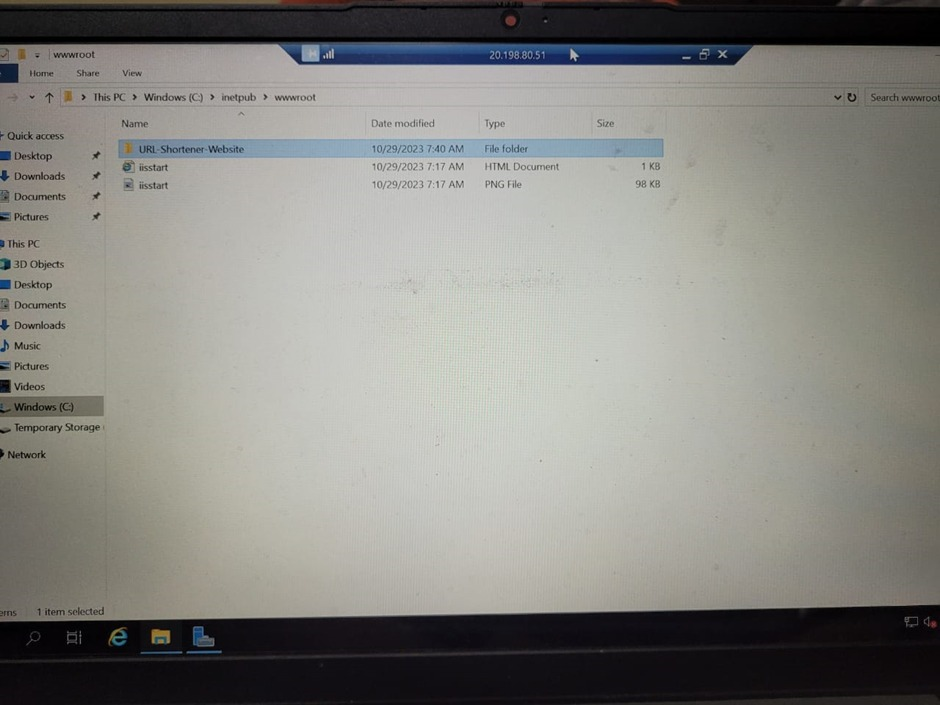 wwwroot
20.198.80.51
Home Share View
This PC Windows (C:) inetpub wwwroot
Search wwwroot
Name Date modified Type Size
Quick access
Desktop
Downloads
Documents
Pictures
This PC
3D Objects
Desktop
Documents
Downloads
Music
Pictures
Videos
Windows (C:)
Temporary Storage
Network
URL-Shortener-Website 10/29/2023 7:40 AM File folder
iisstart 10/29/2023 7:17 AM HTML Document 1 KB
iisstart 10/29/2023 7:17 AM PNG File 98 KB
1 item selected